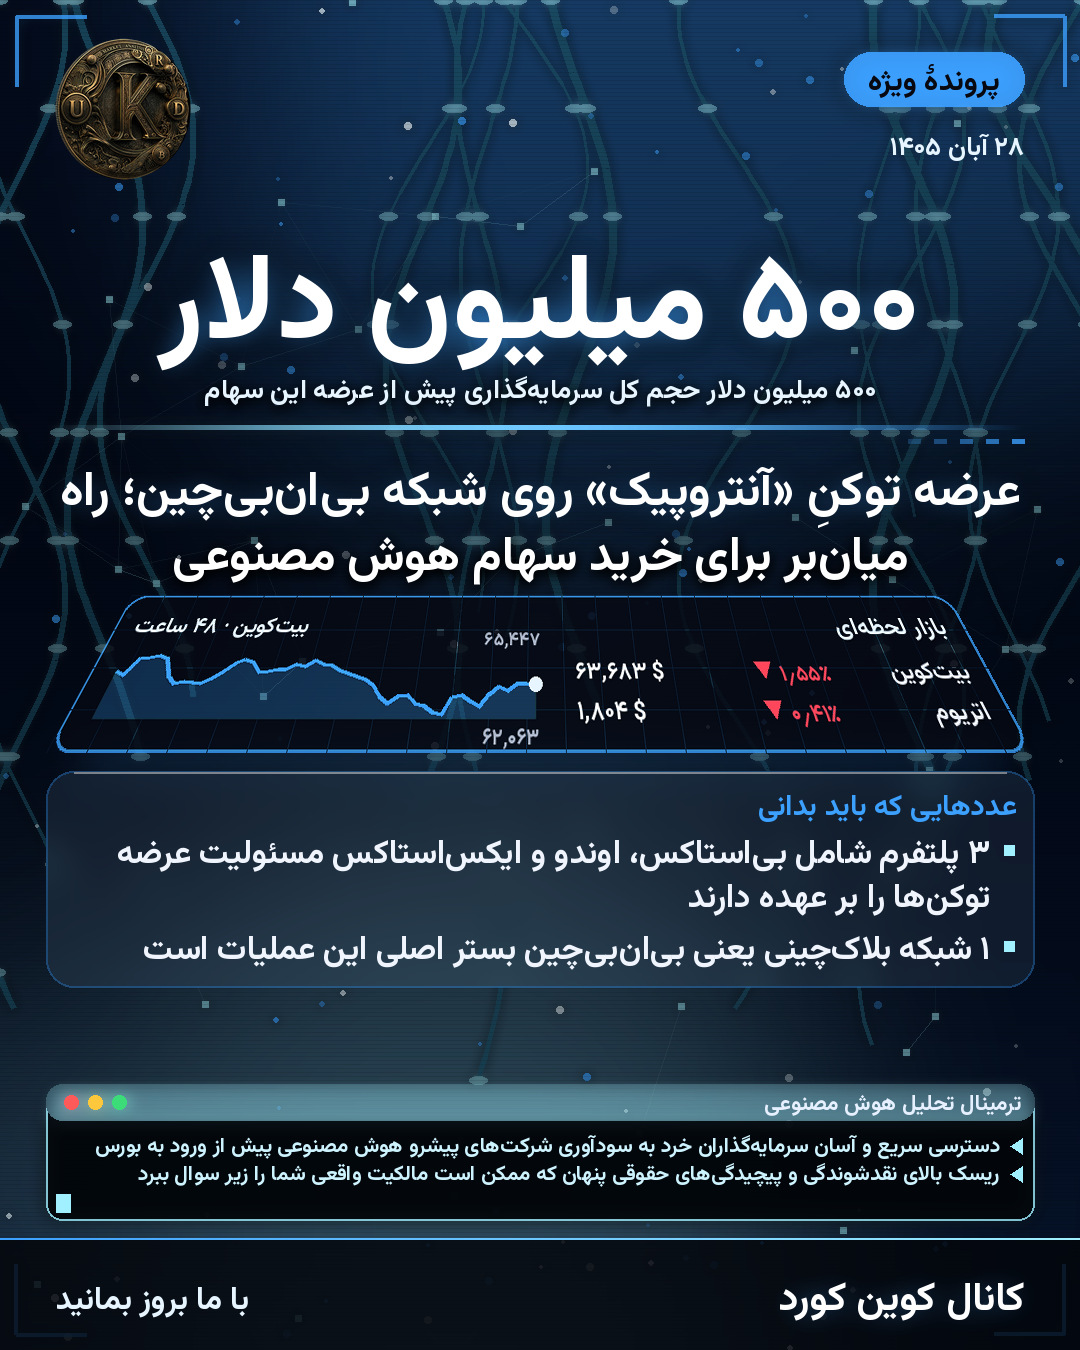 پروندهٔ ویژه
۲۸ آبان ۱۴۰۵
K
U
R
D
۵۰۰ میلیون دلار
۵۰۰ میلیون دلار حجم کل سرمایه‌گذاری پیش از عرضه این سهام
عرضه توکنِ «آنتروپیک» روی شبکه بی‌ان‌بی‌چین؛ راه
میان‌بر برای خرید سهام هوش مصنوعی
بازار لحظه‌ای
بیت‌کوین ۱٫۵۵٪ ▼ ۶۳,۶۸۳ $
اتریوم ۰٫۴۱٪ ▼ ۱,۸۰۴ $
بیت‌کوین · ۴۸ ساعت
۶۵,۴۴۷
۶۲,۰۶۳
عددهایی که باید بدانی
۳ پلتفرم شامل بی‌استاکس، اوندو و ایکس‌استاکس مسئولیت عرضه
توکن‌ها را بر عهده دارند
۱ شبکه بلاک‌چینی یعنی بی‌ان‌بی‌چین بستر اصلی این عملیات است
ترمینال تحلیل هوش مصنوعی
دسترسی سریع و آسان سرمایه‌گذاران خرد به سودآوری شرکت‌های پیشرو هوش مصنوعی پیش از ورود به بورس
ریسک بالای نقدشوندگی و پیچیدگی‌های حقوقی پنهان که ممکن است مالکیت واقعی شما را زیر سوال ببرد
کانال کوین کورد
با ما بروز بمانید